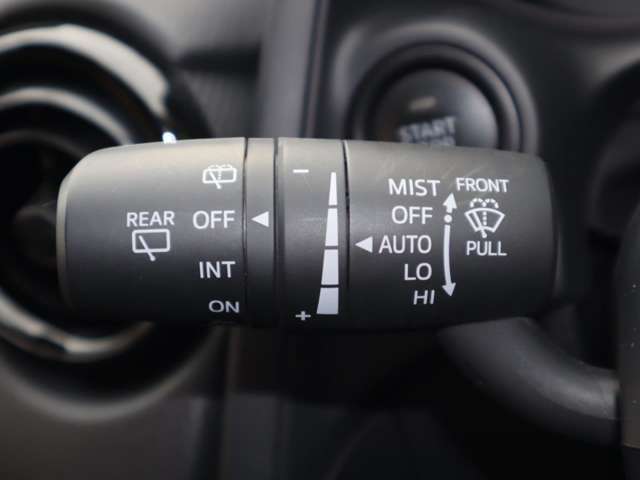 REAR
OFF
INT
ON
−
+
MIST
OFF
AUTO
LO
HI
FRONT
PULL
START